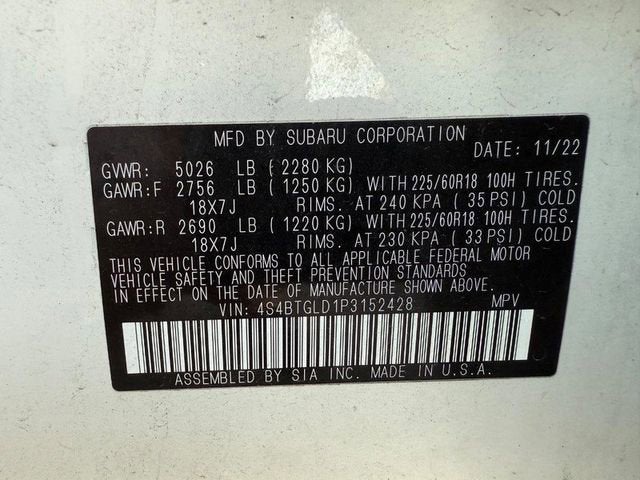 MFD BY SUBARU CORPORATION
DATE: 11/22
GVWR: 5026 LB ( 2280 KG)
GAWR:F 2756 LB ( 1250 KG) WITH 225/60R18 100H TIRES.
18X7J RIMS. AT 240 KPA ( 35 PSI) COLD
GAWR:R 2690 LB ( 1220 KG) WITH 225/60R18 100H TIRES.
18X7J RIMS. AT 230 KPA ( 33 PSI) COLD
THIS VEHICLE CONFORMS TO ALL APPLICABLE FEDERAL MOTOR
VEHICLE SAFETY AND THEFT PREVENTION STANDARDS
IN EFFECT ON DATE OF MANUFACTURE SHOWN ABOVE.
VIN: 4S4BTGLD1P3152428 MPV
ASSEMBLED BY SIA INC. MADE IN U.S.A.